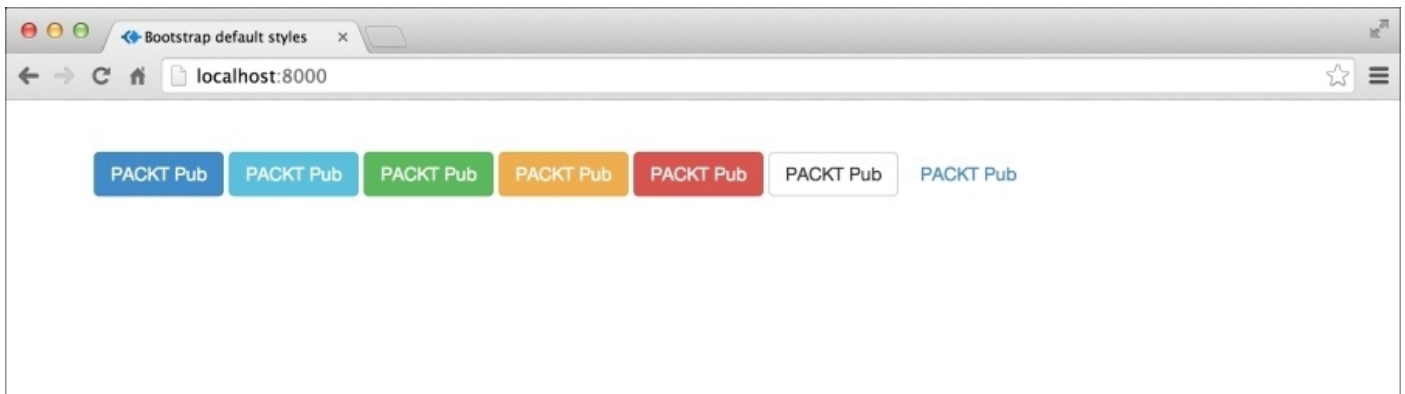 Bootstrap default styles
localhost:8000
PACKT Pub PACKT Pub PACKT Pub PACKT Pub PACKT Pub PACKT Pub PACKT Pub